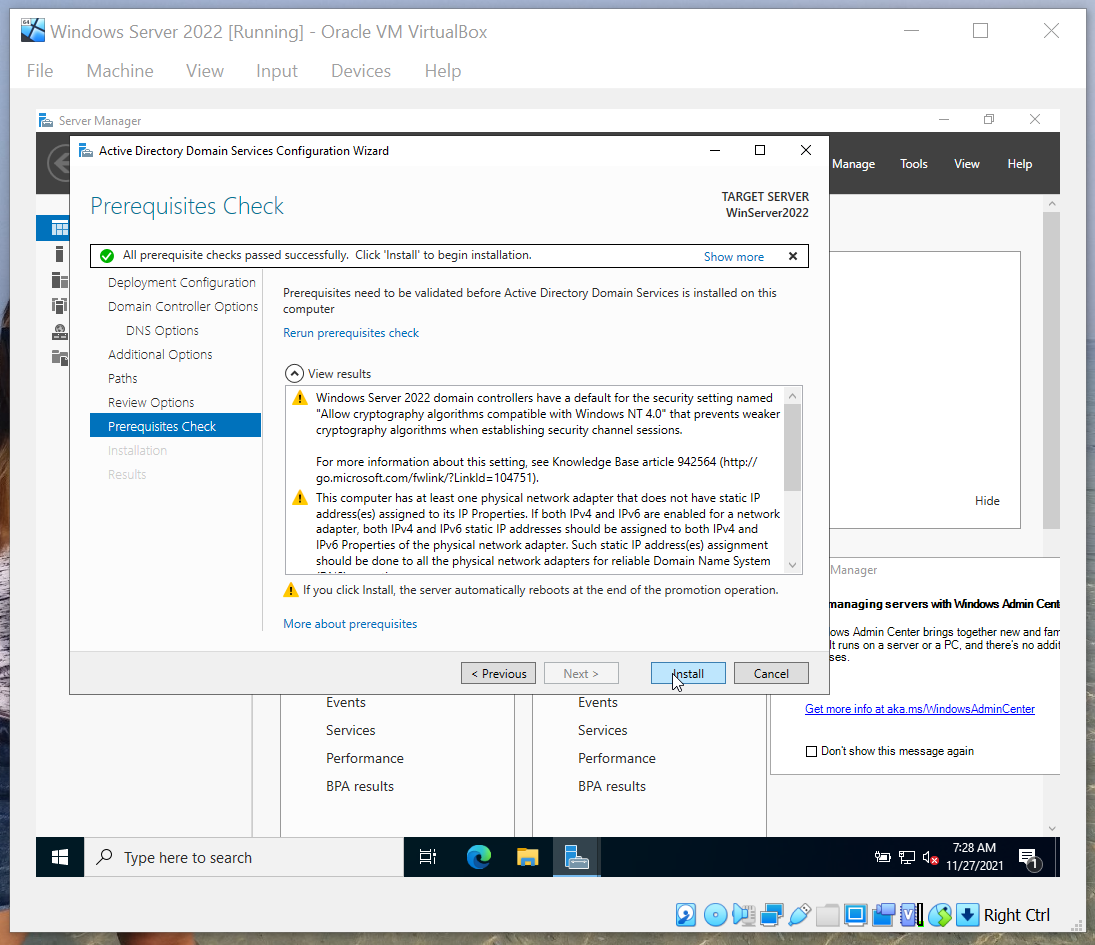 Windows Server 2022 [Running] - Oracle VM VirtualBox
File Machine View Input Devices Help
Server Manager
Manage Tools View Help
Active Directory Domain Services Configuration Wizard
Prerequisites Check
TARGET SERVER
WinServer2022
All prerequisite checks passed successfully. Click 'Install' to begin installation.
Show more
Deployment Configuration
Domain Controller Options
DNS Options
Additional Options
Paths
Review Options
Prerequisites Check
Installation
Results
Prerequisites need to be validated before Active Directory Domain Services is installed on this
computer
Rerun prerequisites check
View results
Windows Server 2022 domain controllers have a default for the security setting named
"Allow cryptography algorithms compatible with Windows NT 4.0" that prevents weaker
cryptography algorithms when establishing security channel sessions.
For more information about this setting, see Knowledge Base article 942564 (http://
go.microsoft.com/fwlink/?LinkId=104751).
This computer has at least one physical network adapter that does not have static IP
address(es) assigned to its IP Properties. If both IPv4 and IPv6 are enabled for a network
adapter, both IPv4 and IPv6 static IP addresses should be assigned to both IPv4 and
IPv6 Properties of the physical network adapter. Such static IP address(es) assignment
should be done to all the physical network adapters for reliable Domain Name System
If you click Install, the server automatically reboots at the end of the promotion operation.
More about prerequisites
< Previous
Next >
Install
Cancel
Hide
Manager
managing servers with Windows Admin Cent
ows Admin Center brings together new and fam
It runs on a server or a PC, and there's no addit
ses.
Get more info at aka.ms/WindowsAdminCenter
Don't show this message again
Events
Services
Performance
BPA results
Events
Services
Performance
BPA results
Type here to search
7:28 AM
11/27/2021
1
Right Ctrl